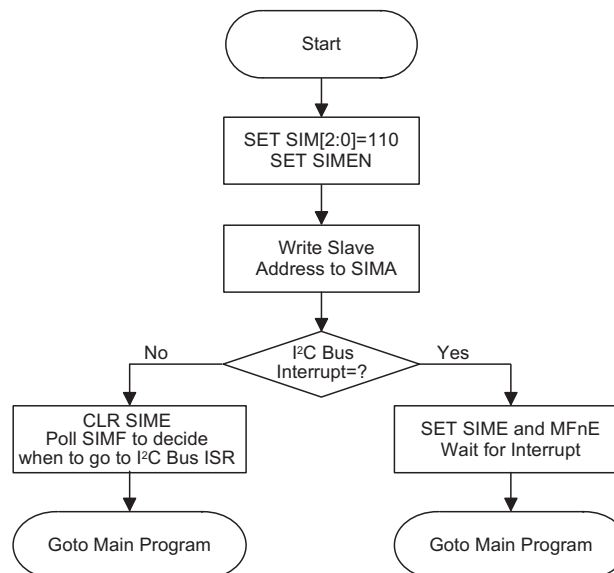 Start
SET SIM[2:0]=110
SET SIMEN
Write Slave
Address to SIMA
I²C Bus
Interrupt=?
No
Yes
CLR SIME
Poll SIMF to decide
when to go to I²C Bus ISR
SET SIME and MFnE
Wait for Interrupt
Goto Main Program
Goto Main Program